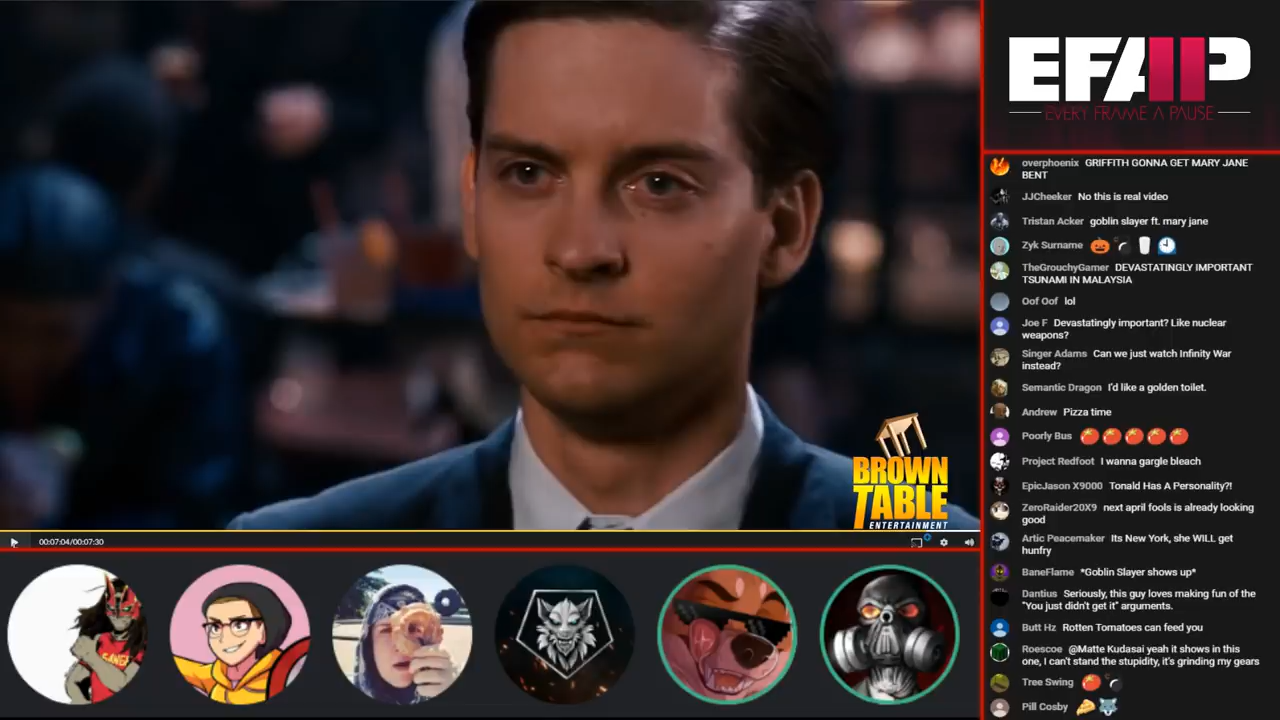 EFAP
EVERY FRAME A PAUSE
overphoenix GRIFFITH GONNA GET MARY JANE
BENT
JJCheeker No this is real video
Tristan Acker goblin slayer ft. mary jane
Zyk Surname
TheGrouchyGamer DEVASTATINGLY IMPORTANT
TSUNAMI IN MALAYSIA
Oof Oof lol
Joe F Devastatingly important? Like nuclear
weapons?
Singer Adams Can we just watch Infinity War
instead?
Semantic Dragon I'd like a golden toilet.
Andrew Pizza time
Poorly Bus
Project Redfoot I wanna gargle bleach
EpicJason X9000 Tonald Has A Personality?!
ZeroRaider20X9 next april fools is already looking
good
Artic Peacemaker Its New York, she WILL get
hunfry
BaneFlame *Goblin Slayer shows up*
Dantius Seriously, this guy loves making fun of the
"You just didn't get it" arguments.
Butt Hz Rotten Tomatoes can feed you
Roescoe @Matte Kudasai yeah it shows in this
one, I can't stand the stupidity, it's grinding my gears
Tree Swing
Pill Cosby
BROWN
TABLE
ENTERTAINMENT
00:07:04/00:07:30